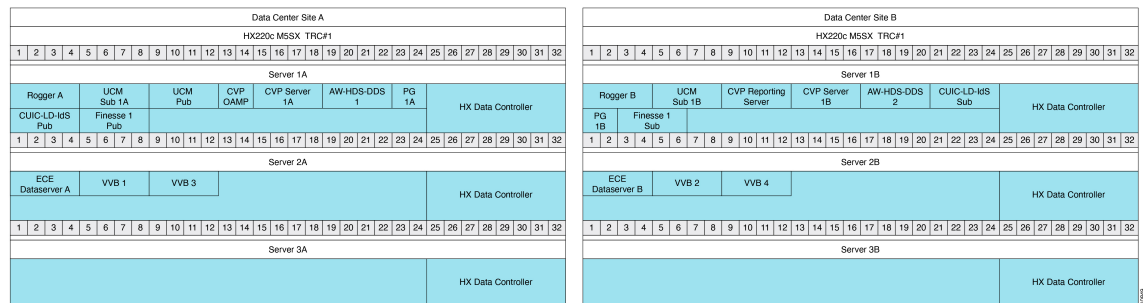 Data Center Site A
HX220c M5SX TRC#1
1 2 3 4 5 6 7 8 9 10 11 12 13 14 15 16 17 18 19 20 21 22 23 24 25 26 27 28 29 30 31 32
Server 1A
Rogger A
UCM
Sub 1A
UCM
Pub
CVP
OAMP
CVP Server
1A
AW-HDS-DDS
1
PG
1A
HX Data Controller
CUIC-LD-IdS
Pub
Finesse 1
Pub
1 2 3 4 5 6 7 8 9 10 11 12 13 14 15 16 17 18 19 20 21 22 23 24 25 26 27 28 29 30 31 32
Server 2A
ECE
Dataserver A
VVB 1
VVB 3
HX Data Controller
1 2 3 4 5 6 7 8 9 10 11 12 13 14 15 16 17 18 19 20 21 22 23 24 25 26 27 28 29 30 31 32
Server 3A
HX Data Controller
Data Center Site B
HX220c M5SX TRC#1
1 2 3 4 5 6 7 8 9 10 11 12 13 14 15 16 17 18 19 20 21 22 23 24 25 26 27 28 29 30 31 32
Server 1B
Rogger B
UCM
Sub 1B
CVP Reporting
Server
CVP Server
1B
AW-HDS-DDS
2
CUIC-LD-IdS
Sub
HX Data Controller
PG
1B
Finesse 1
Sub
1 2 3 4 5 6 7 8 9 10 11 12 13 14 15 16 17 18 19 20 21 22 23 24 25 26 27 28 29 30 31 32
Server 2B
ECE
Dataserver B
VVB 2
VVB 4
HX Data Controller
1 2 3 4 5 6 7 8 9 10 11 12 13 14 15 16 17 18 19 20 21 22 23 24 25 26 27 28 29 30 31 32
Server 3B
HX Data Controller